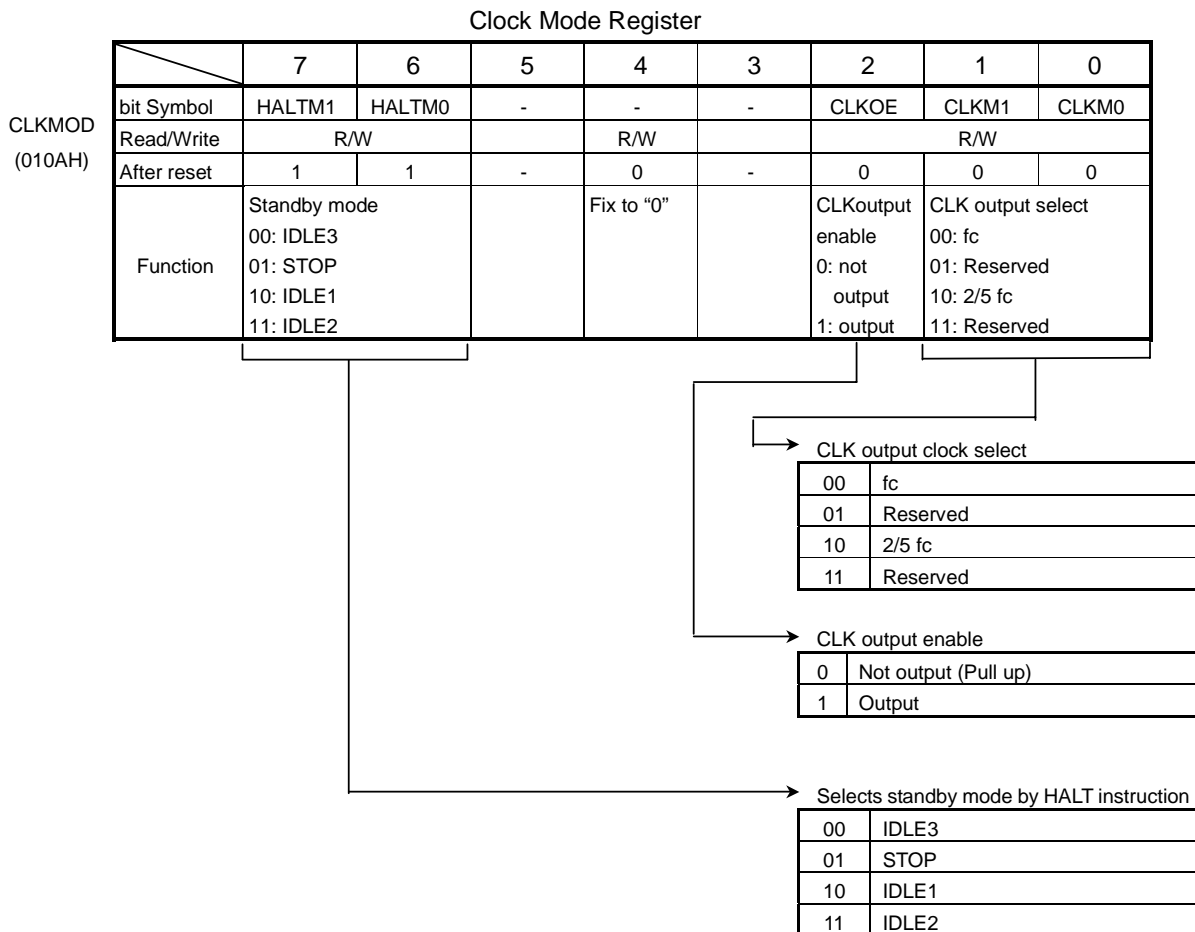 Clock Mode Register
7 6 5 4 3 2 1 0
bit Symbol HALTM1 HALTM0 - - - CLKOE CLKM1 CLKM0
CLKMOD
(010AH)
Read/Write R/W R/W R/W
After reset 1 1 - 0 - 0 0 0
Function
Standby mode
00: IDLE3
01: STOP
10: IDLE1
11: IDLE2
Fix to “0”
CLKoutput
enable
0: not
output
1: output
CLK output select
00: fc
01: Reserved
10: 2/5 fc
11: Reserved
CLK output clock select
00 fc
01 Reserved
10 2/5 fc
11 Reserved
CLK output enable
0 Not output (Pull up)
1 Output
Selects standby mode by HALT instruction
00 IDLE3
01 STOP
10 IDLE1
11 IDLE2